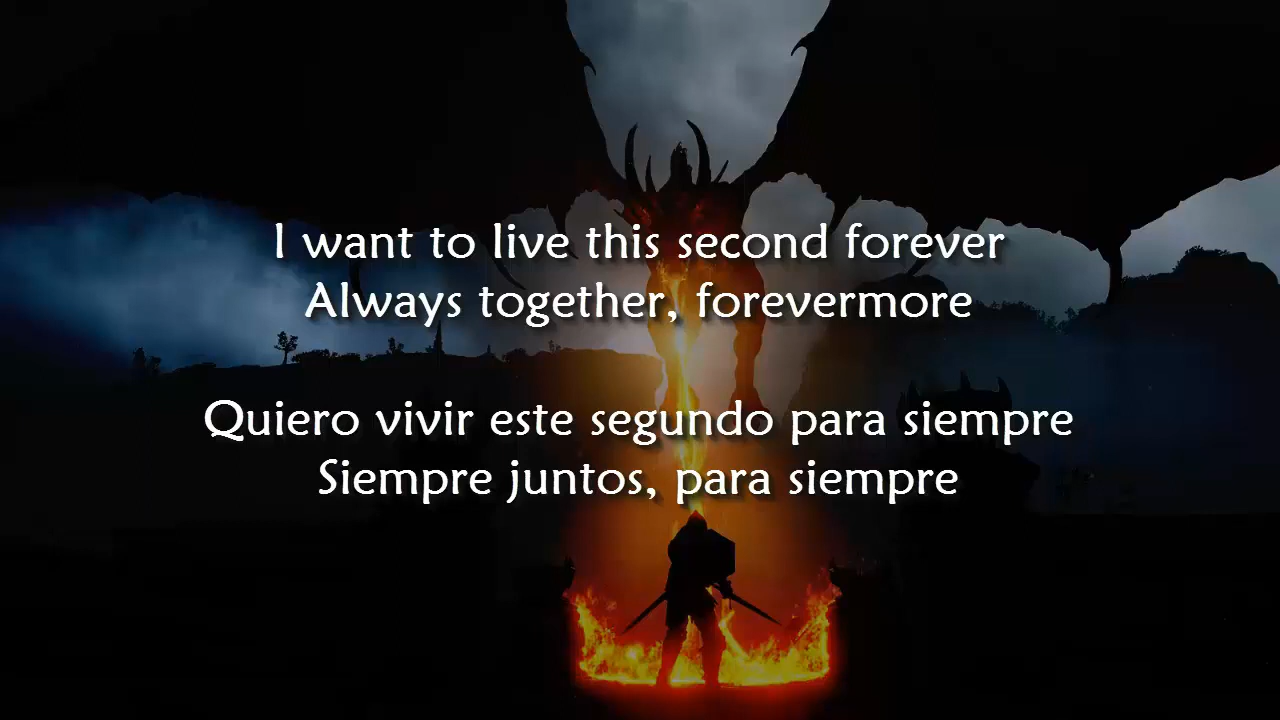 I want to live this second forever
Always together, forevermore
Quiero vivir este segundo para siempre
Siempre juntos, para siempre